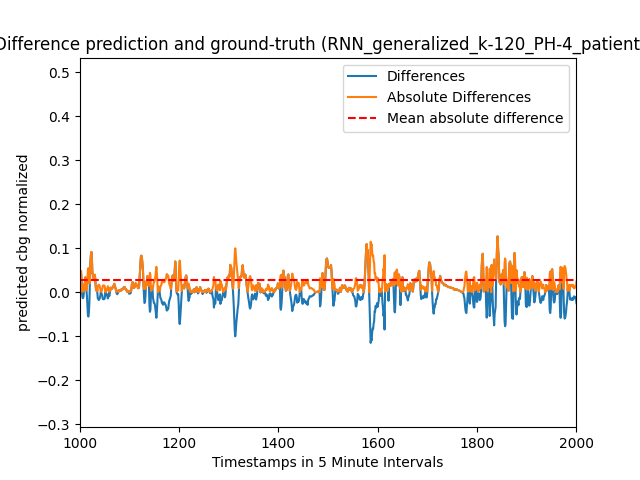 Difference prediction and ground-truth (RNN_generalized_k-120_PH-4_patient
Differences
Absolute Differences
Mean absolute difference
predicted cbg normalized
0.5
0.4
0.3
0.2
0.1
0.0
−0.1
−0.2
−0.3
1000
1200
1400
1600
1800
2000
Timestamps in 5 Minute Intervals